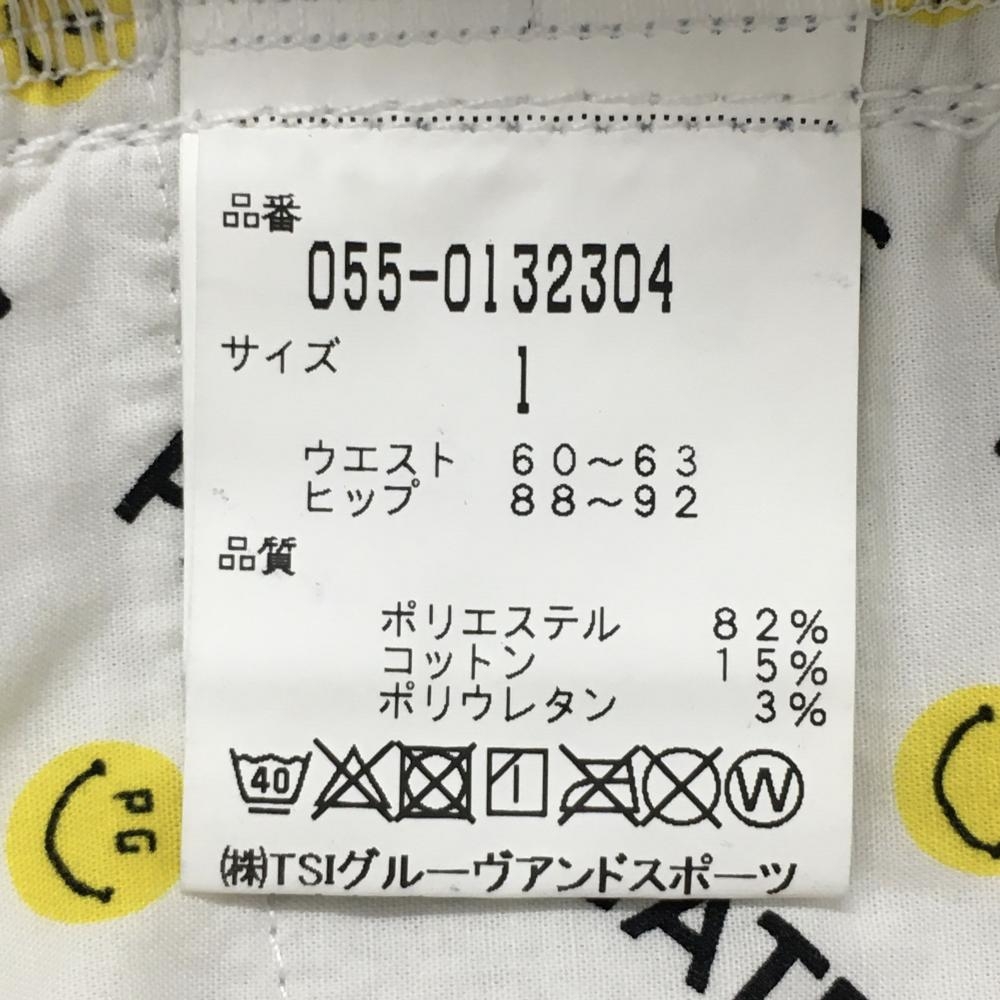 品番
055-0132304
サイズ
1
ウエスト 60～63
ヒップ 88～92
品質
ポリエステル 82%
コットン 15%
ポリウレタン 3%
40 W
㈱TSIグルーヴアンドスポーツ
PG